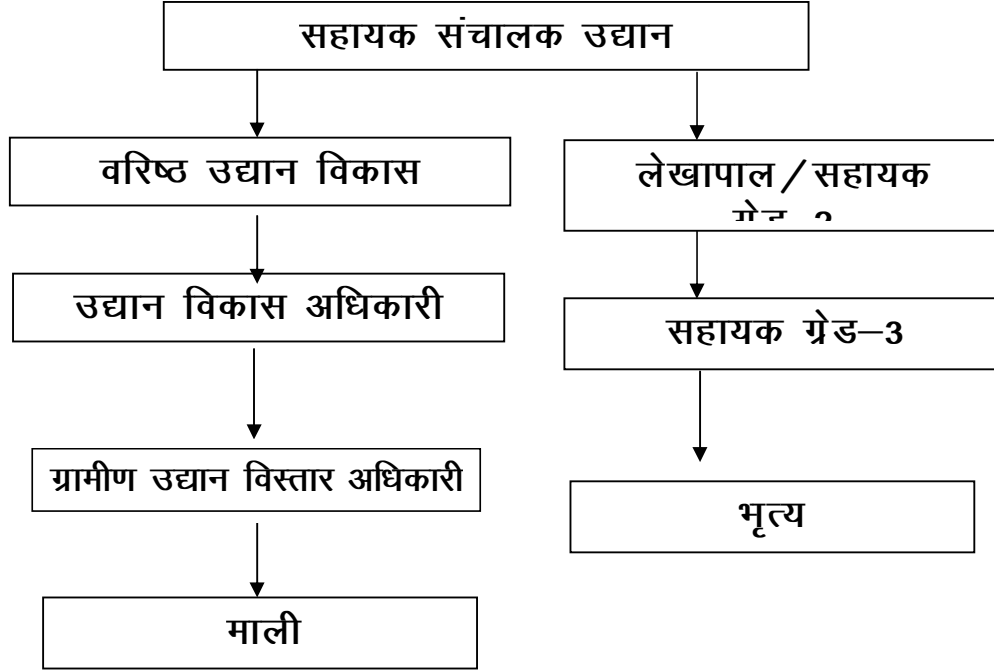 सहायक संचालक उद्यान
वरिष्ठ उद्यान विकास
लेखापाल/सहायक
उद्यान विकास अधिकारी
सहायक ग्रेड–3
ग्रामीण उद्यान विस्तार अधिकारी
भृत्य
माली